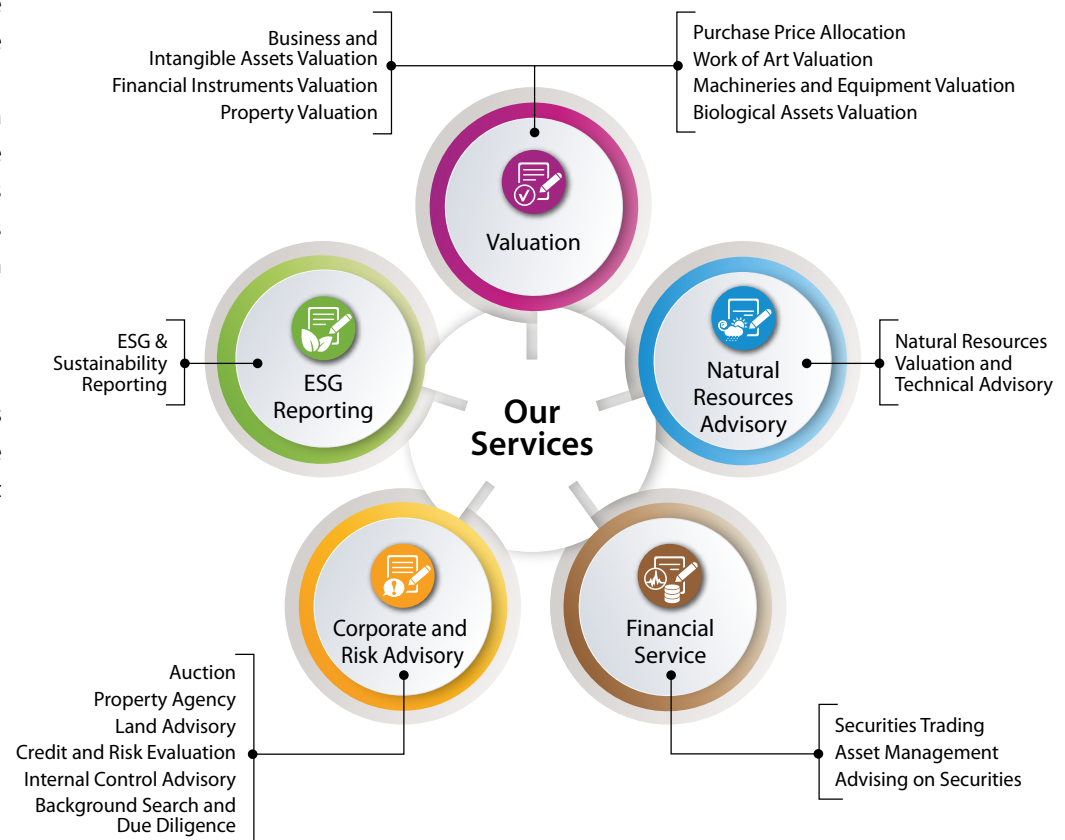 Business and
Intangible Assets Valuation
Financial Instruments Valuation
Property Valuation
Purchase Price Allocation
Work of Art Valuation
Machineries and Equipment Valuation
Biological Assets Valuation
Valuation
ESG &
Sustainability
Reporting
ESG
Reporting
Our
Services
Natural
Resources
Advisory
Natural Resources
Valuation and
Technical Advisory
Corporate and
Risk Advisory
Financial
Service
Auction
Property Agency
Land Advisory
Credit and Risk Evaluation
Internal Control Advisory
Background Search and
Due Diligence
Securities Trading
Asset Management
Advising on Securities